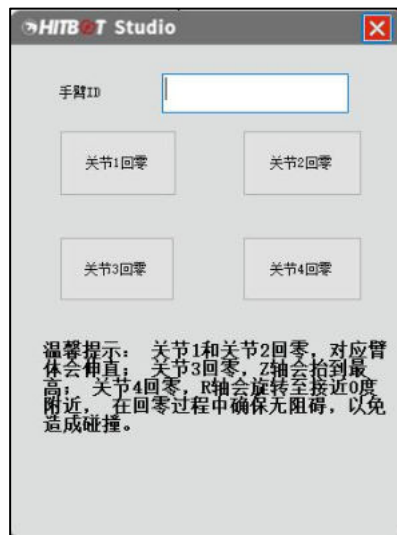 HITBOT Studio
手臂ID
关节1回零 关节2回零
关节3回零 关节4回零
温馨提示： 关节1和关节2回零，对应臂
体会伸直； 关节3回零，Z轴会抬到最
高； 关节4回零，R轴会旋转至接近0度
附近， 在回零过程中确保无阻碍，以免
造成碰撞。